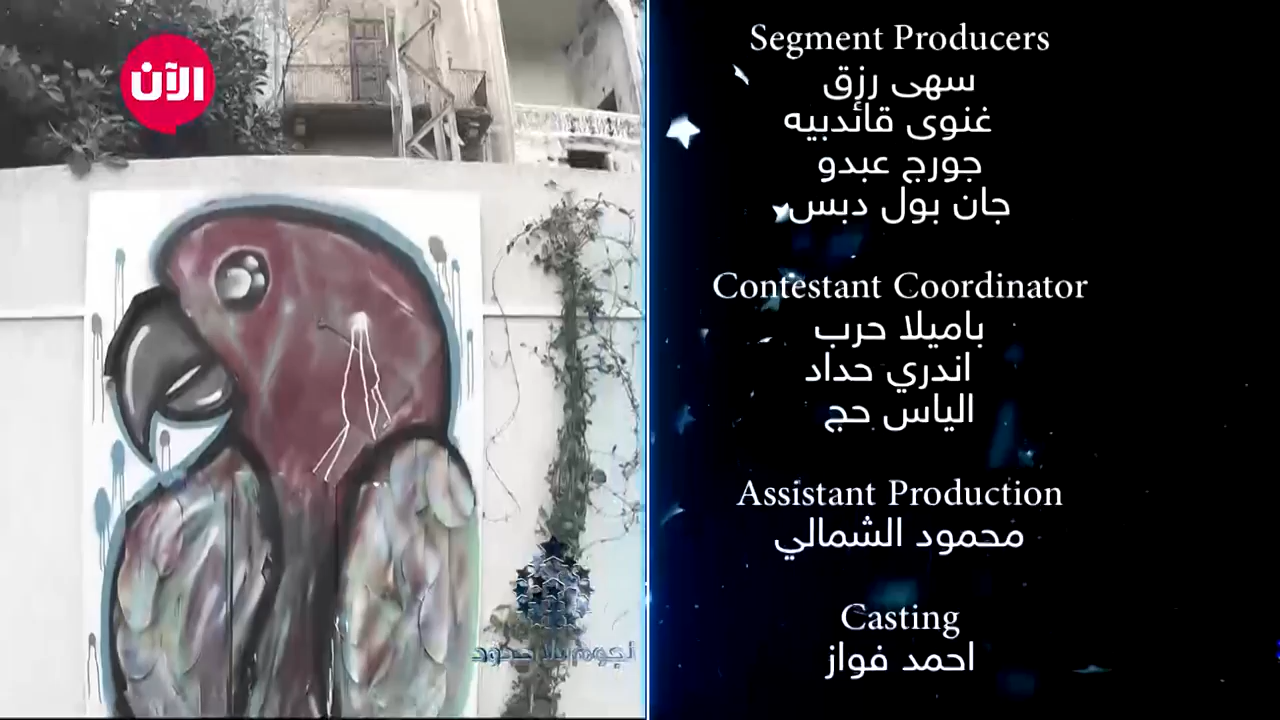 الآن
نجوم بلا حدود
Segment Producers
سهى رزق
غنوى قائدبيه
جورج عبدو
جان بول دبس
Contestant Coordinator
باميلا حرب
اندري حداد
الياس حج
Assistant Production
محمود الشمالي
Casting
احمد فواز